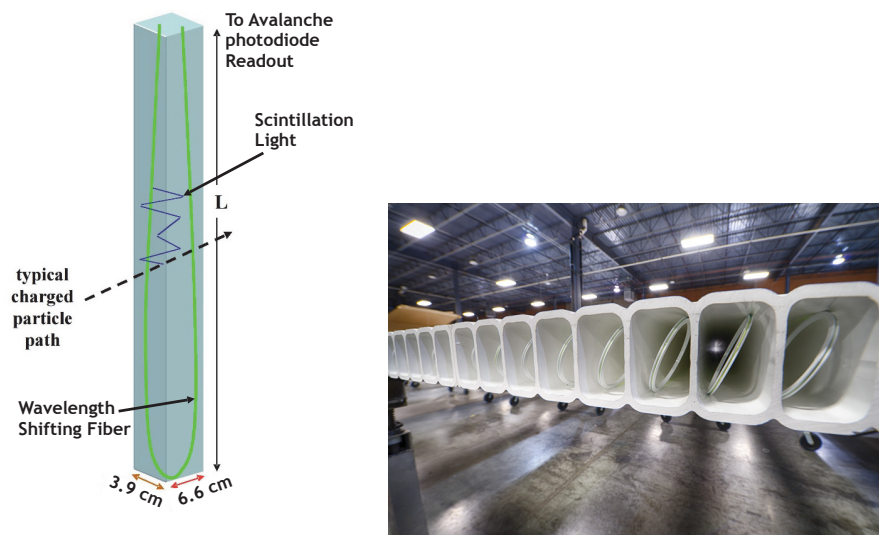 To Avalanche
photodiode
Readout
Scintillation
Light
L
typical
charged
particle
path
Wavelength
Shifting Fiber
3.9 cm
6.6 cm